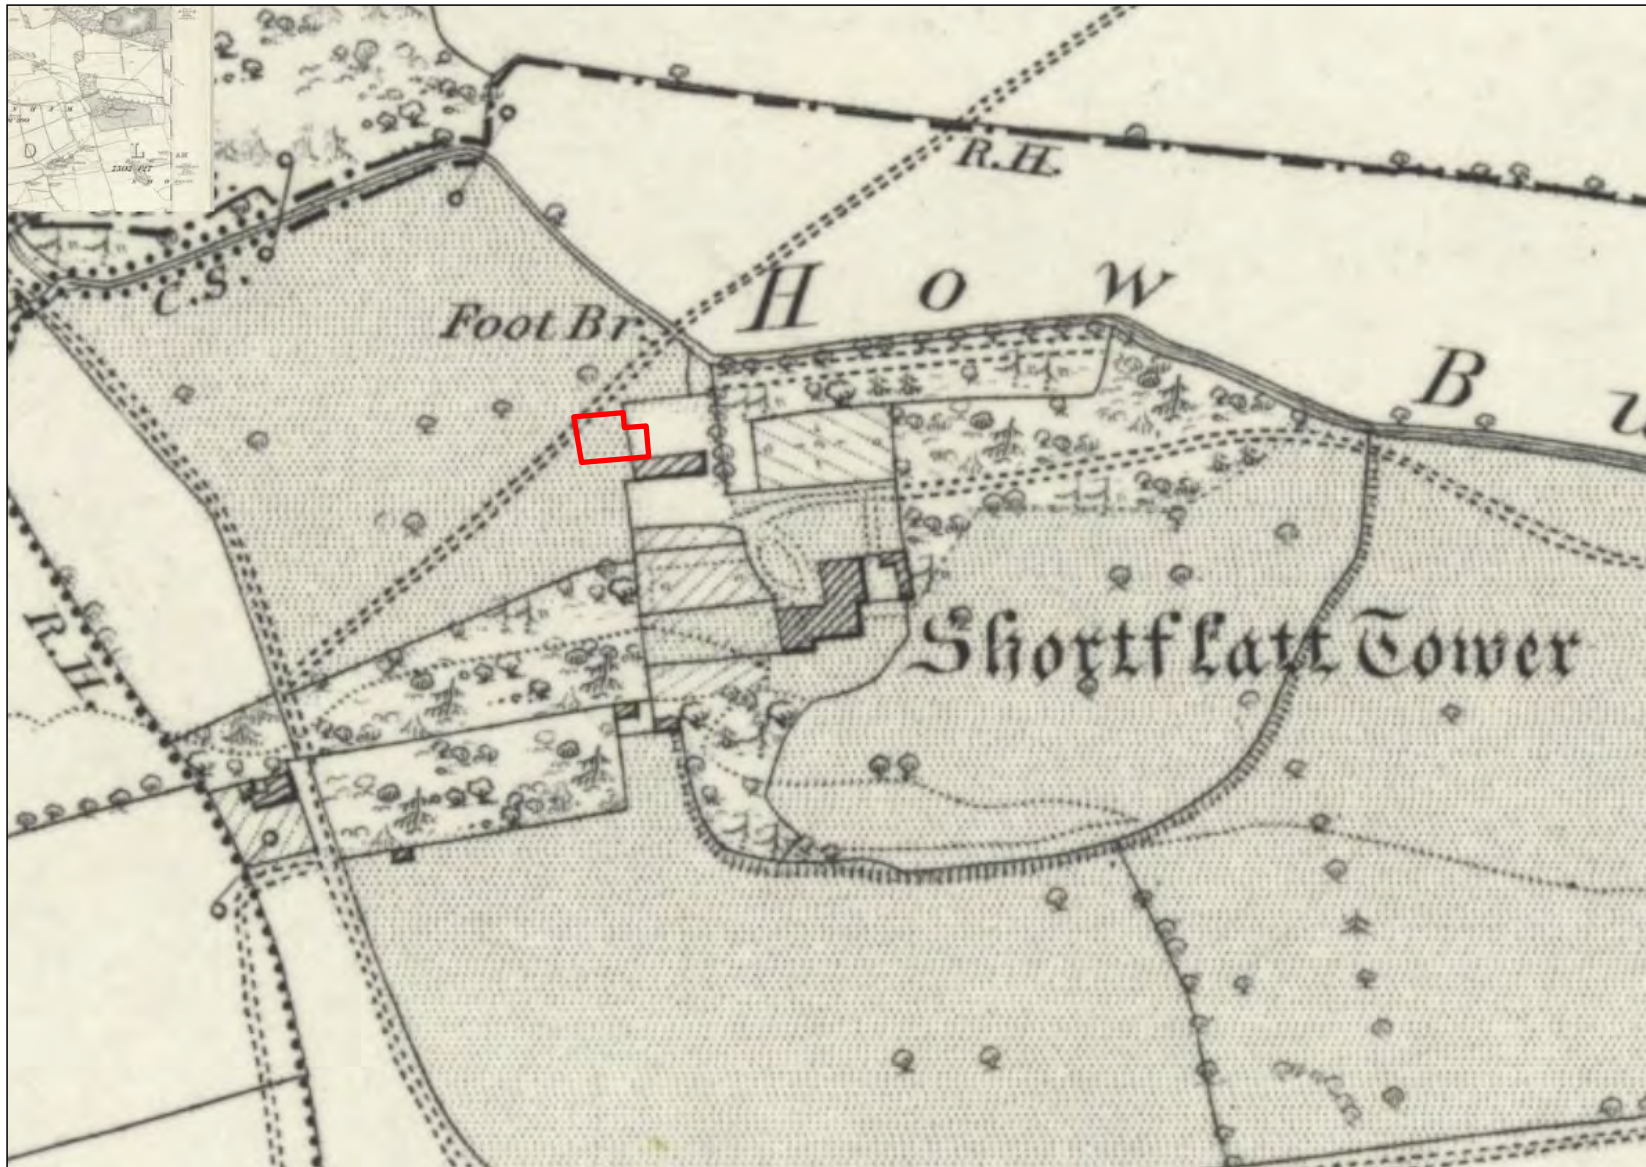 D L
R.H.
C.S.
Foot Br.
H o w
B u
R.H.
Shortflatt Tower